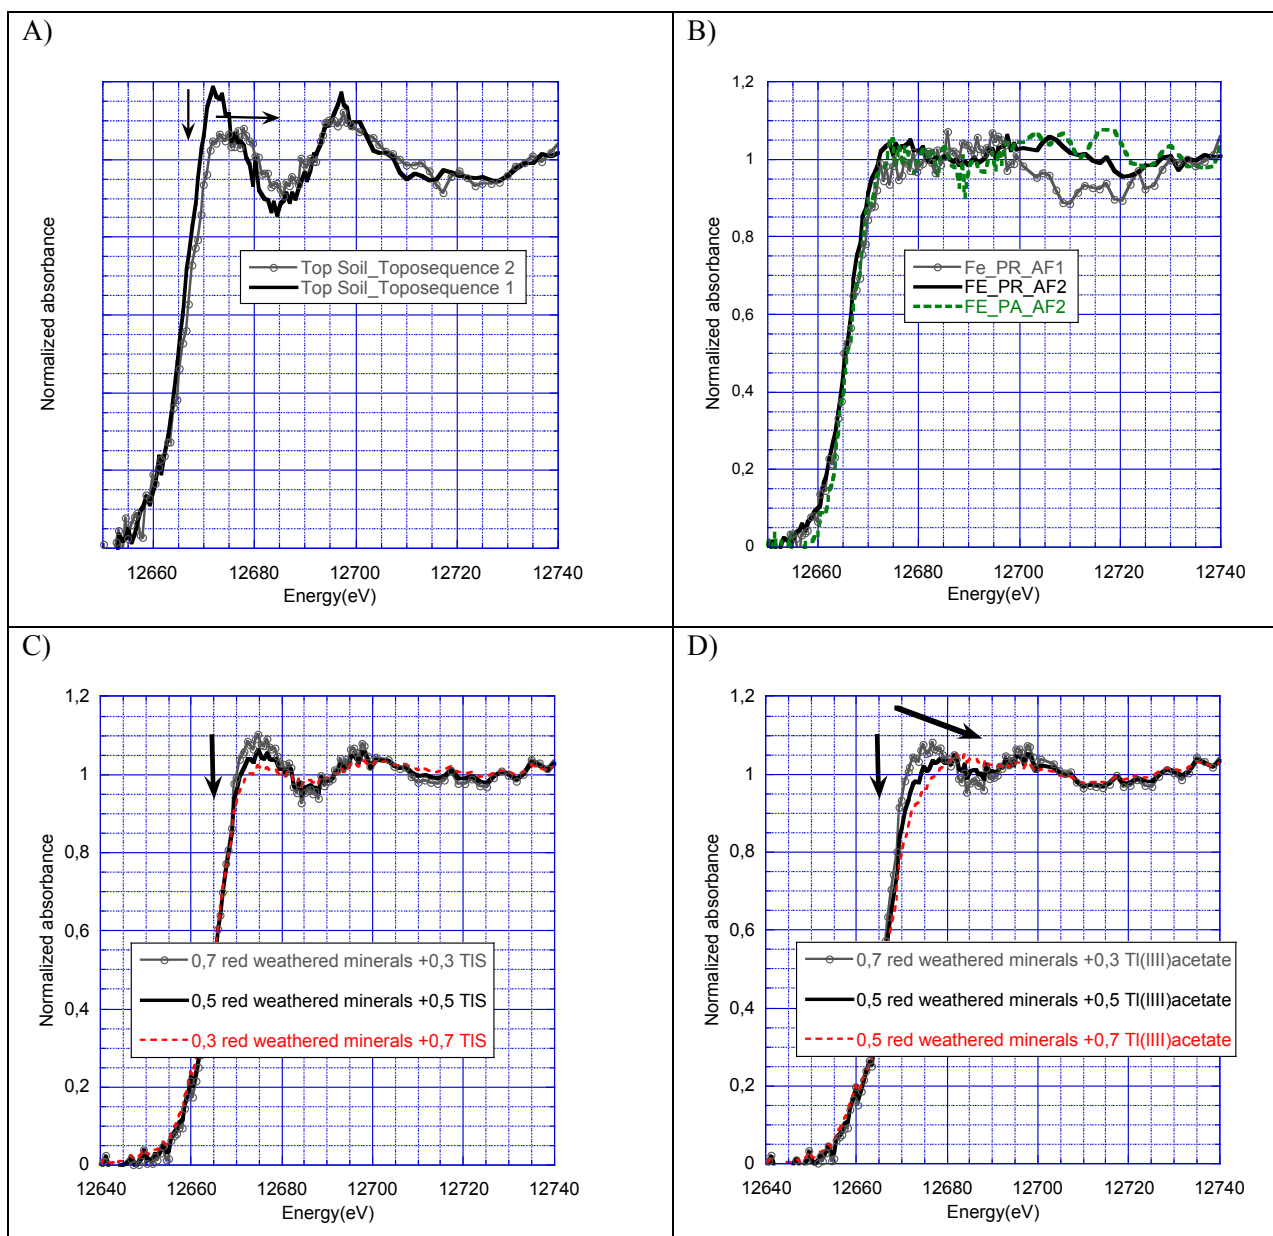 A)
Normalized absorbance
Top Soil_Toposequence 2
Top Soil_Toposequence 1
12660 12680 12700 12720 12740
Energy(eV)
B)
1,2
1
0,8
0,6
0,4
0,2
0
Normalized absorbance
Fe_PR_AF1
FE_PR_AF2
FE_PA_AF2
12660 12680 12700 12720 12740
Energy(eV)
C)
1,2
1
0,8
0,6
0,4
0,2
0
Normalized absorbance
0,7 red weathered minerals +0,3 TlS
0,5 red weathered minerals +0,5 TlS
0,3 red weathered minerals +0,7 TlS
12640 12660 12680 12700 12720 12740
Energy(eV)
D)
1,2
1
0,8
0,6
0,4
0,2
0
Normalized absorbance
0,7 red weathered minerals +0,3 Tl(IIII)acetate
0,5 red weathered minerals +0,5 Tl(IIII)acetate
0,5 red weathered minerals +0,7 Tl(IIII)acetate
12640 12660 12680 12700 12720 12740
Energy(eV)